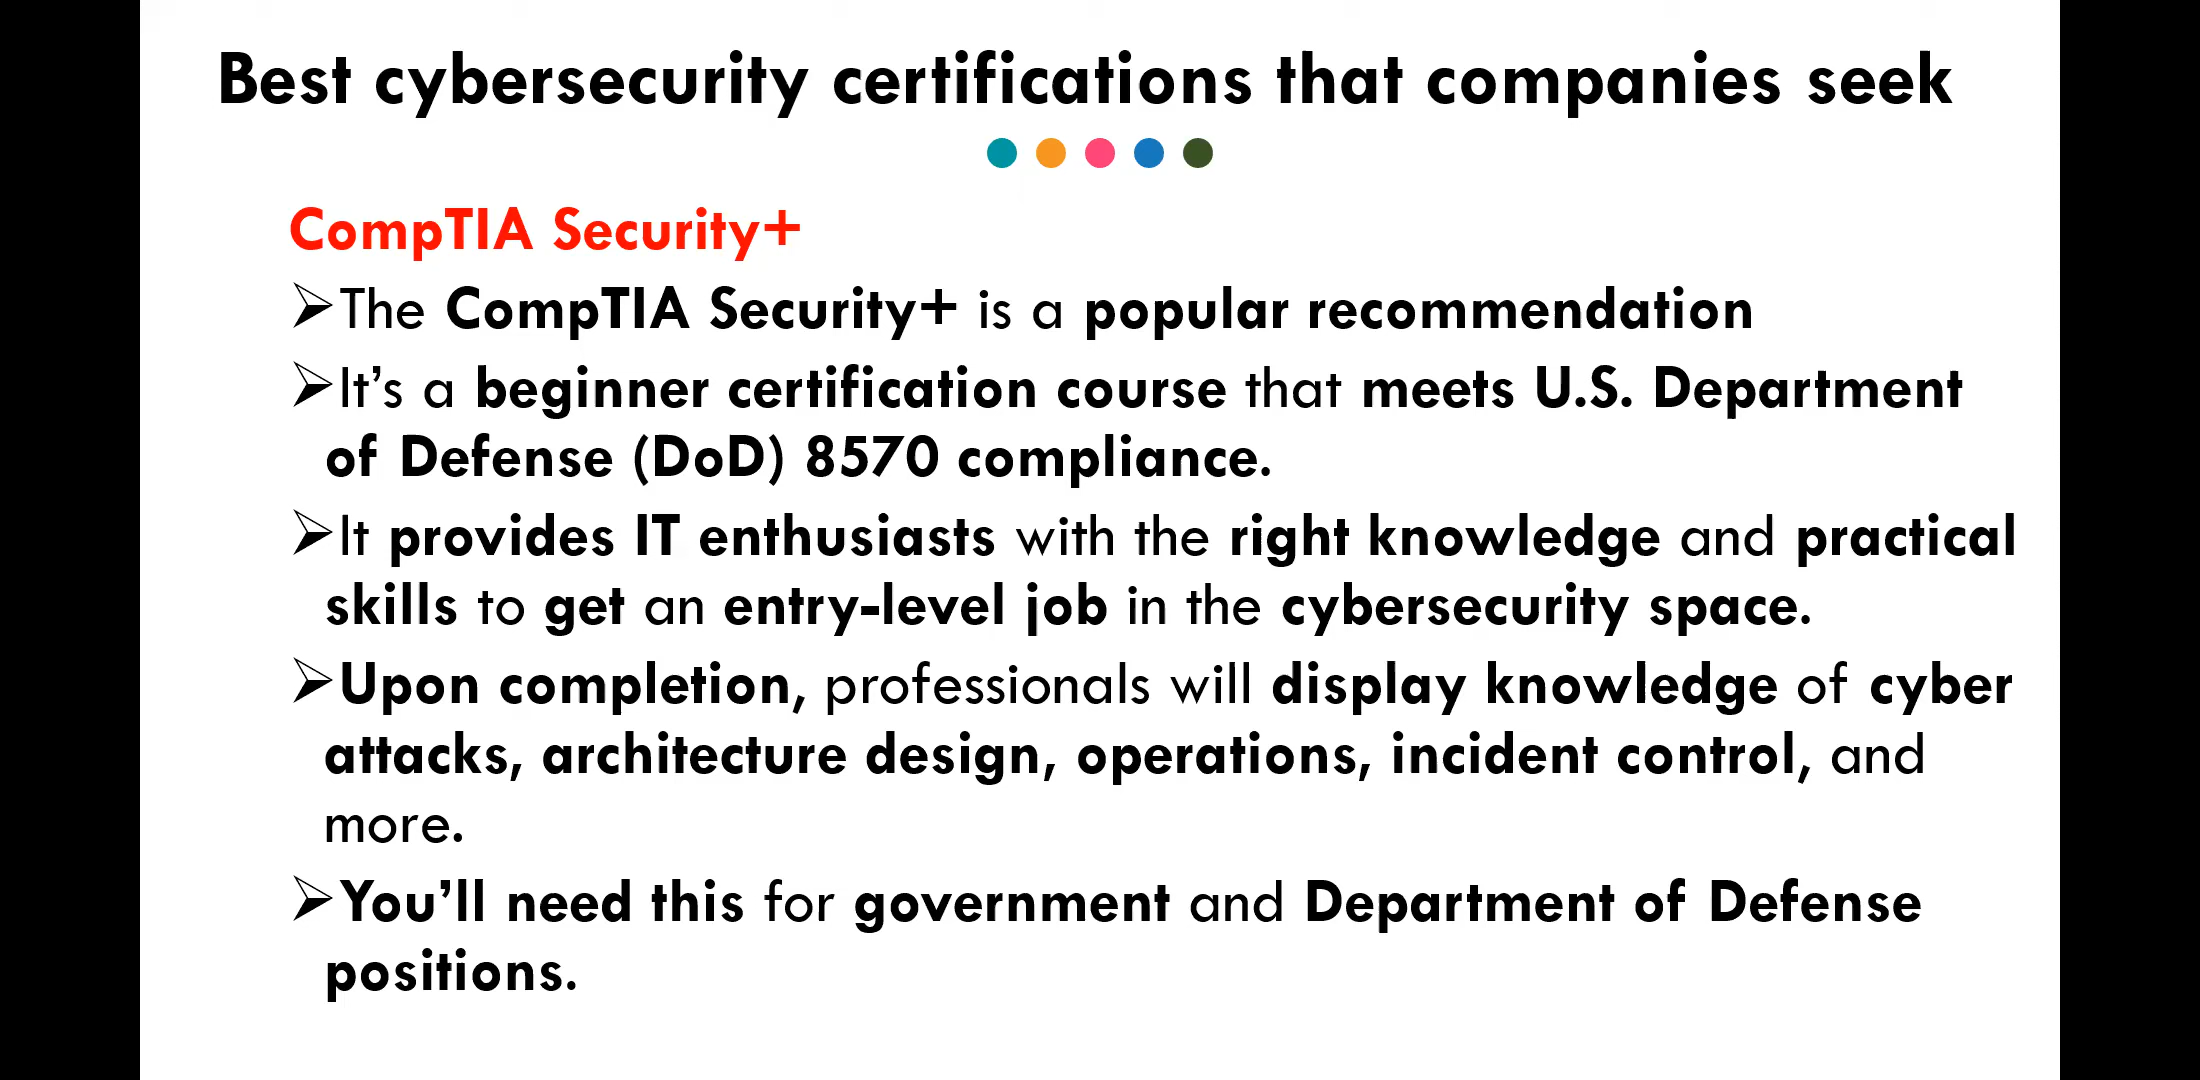 Best cybersecurity certifications that companies seek
CompTIA Security+
➢The CompTIA Security+ is a popular recommendation
➢It’s a beginner certification course that meets U.S. Department
of Defense (DoD) 8570 compliance.
➢It provides IT enthusiasts with the right knowledge and practical
skills to get an entry-level job in the cybersecurity space.
➢Upon completion, professionals will display knowledge of cyber
attacks, architecture design, operations, incident control, and
more.
➢You’ll need this for government and Department of Defense
positions.